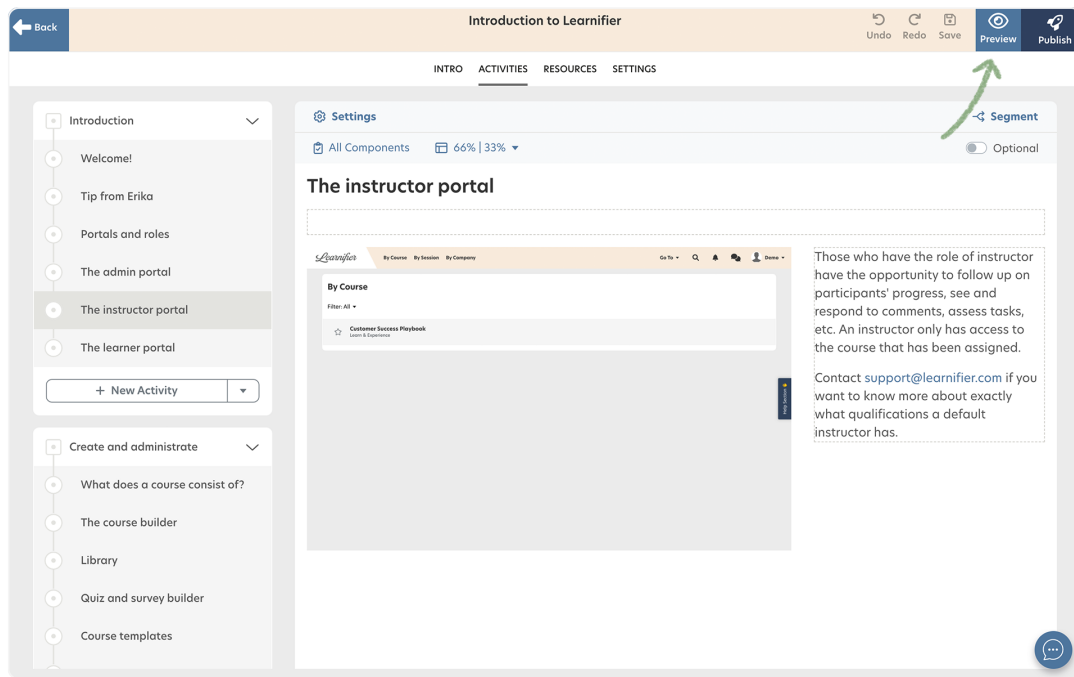 Back
Introduction to Learnifier
Undo
Redo
Save
Preview
Publish
INTRO
ACTIVITIES
RESOURCES
SETTINGS
Introduction
Welcome!
Tip from Erika
Portals and roles
The admin portal
The instructor portal
The learner portal
+ New Activity
Create and administrate
What does a course consist of?
The course builder
Library
Quiz and survey builder
Course templates
Settings
Segment
All Components
66% | 33%
Optional
The instructor portal
Learnifier
By Course
By Session
By Company
Go To
Demo
By Course
Filter: All
Customer Success Playbook
Learn & Experience
Help Section
Those who have the role of instructor
have the opportunity to follow up on
participants' progress, see and
respond to comments, assess tasks,
etc. An instructor only has access to
the course that has been assigned.
Contact support@learnifier.com if you
want to know more about exactly
what qualifications a default
instructor has.